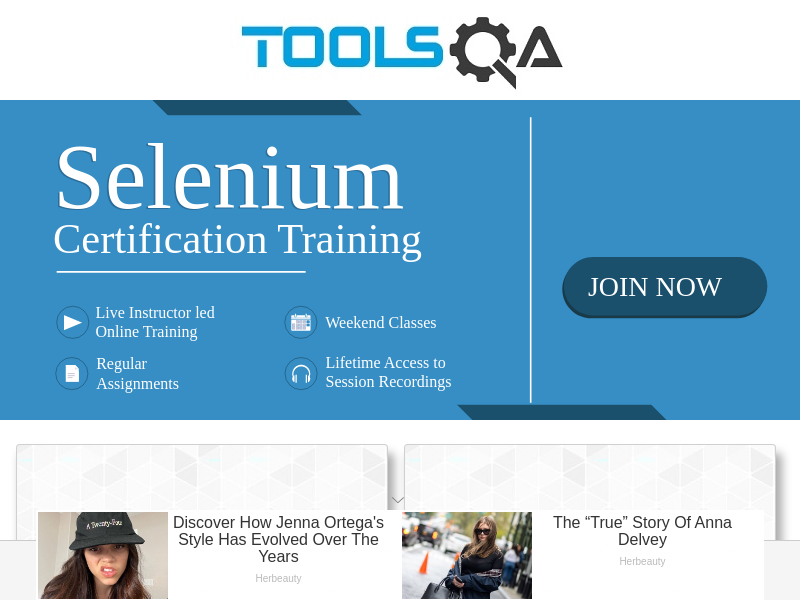 TOOLSQA
Selenium
Certification Training
Live Instructor led
Online Training
Weekend Classes
Regular
Assignments
Lifetime Access to
Session Recordings
JOIN NOW
A Twenty-Four
Discover How Jenna Ortega's
Style Has Evolved Over The
Years
Herbeauty
The “True” Story Of Anna
Delvey
Herbeauty